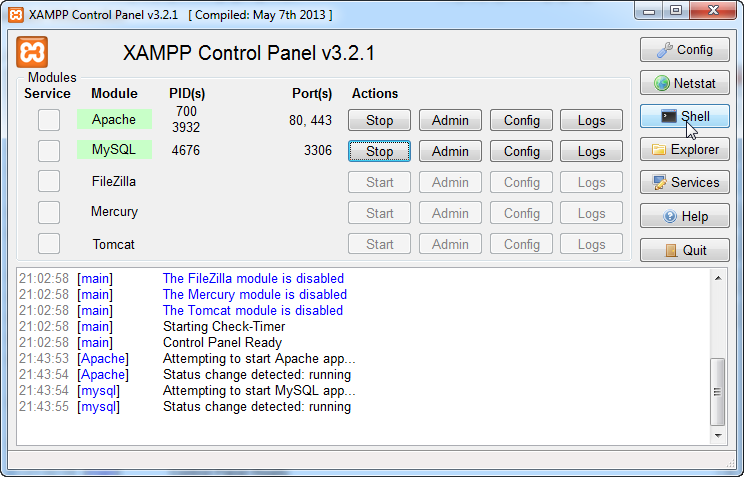 XAMPP Control Panel v3.2.1 [ Compiled: May 7th 2013 ]
XAMPP Control Panel v3.2.1
Config
Netstat
Shell
Explorer
Services
Help
Quit
Modules
Service Module PID(s) Port(s) Actions
Apache 700 3932 80, 443 Stop Admin Config Logs
MySQL 4676 3306 Stop Admin Config Logs
FileZilla Start Admin Config Logs
Mercury Start Admin Config Logs
Tomcat Start Admin Config Logs
21:02:58 [main] The FileZilla module is disabled
21:02:58 [main] The Mercury module is disabled
21:02:58 [main] The Tomcat module is disabled
21:02:58 [main] Starting Check-Timer
21:02:58 [main] Control Panel Ready
21:43:53 [Apache] Attempting to start Apache app...
21:43:54 [Apache] Status change detected: running
21:43:54 [mysql] Attempting to start MySQL app...
21:43:55 [mysql] Status change detected: running